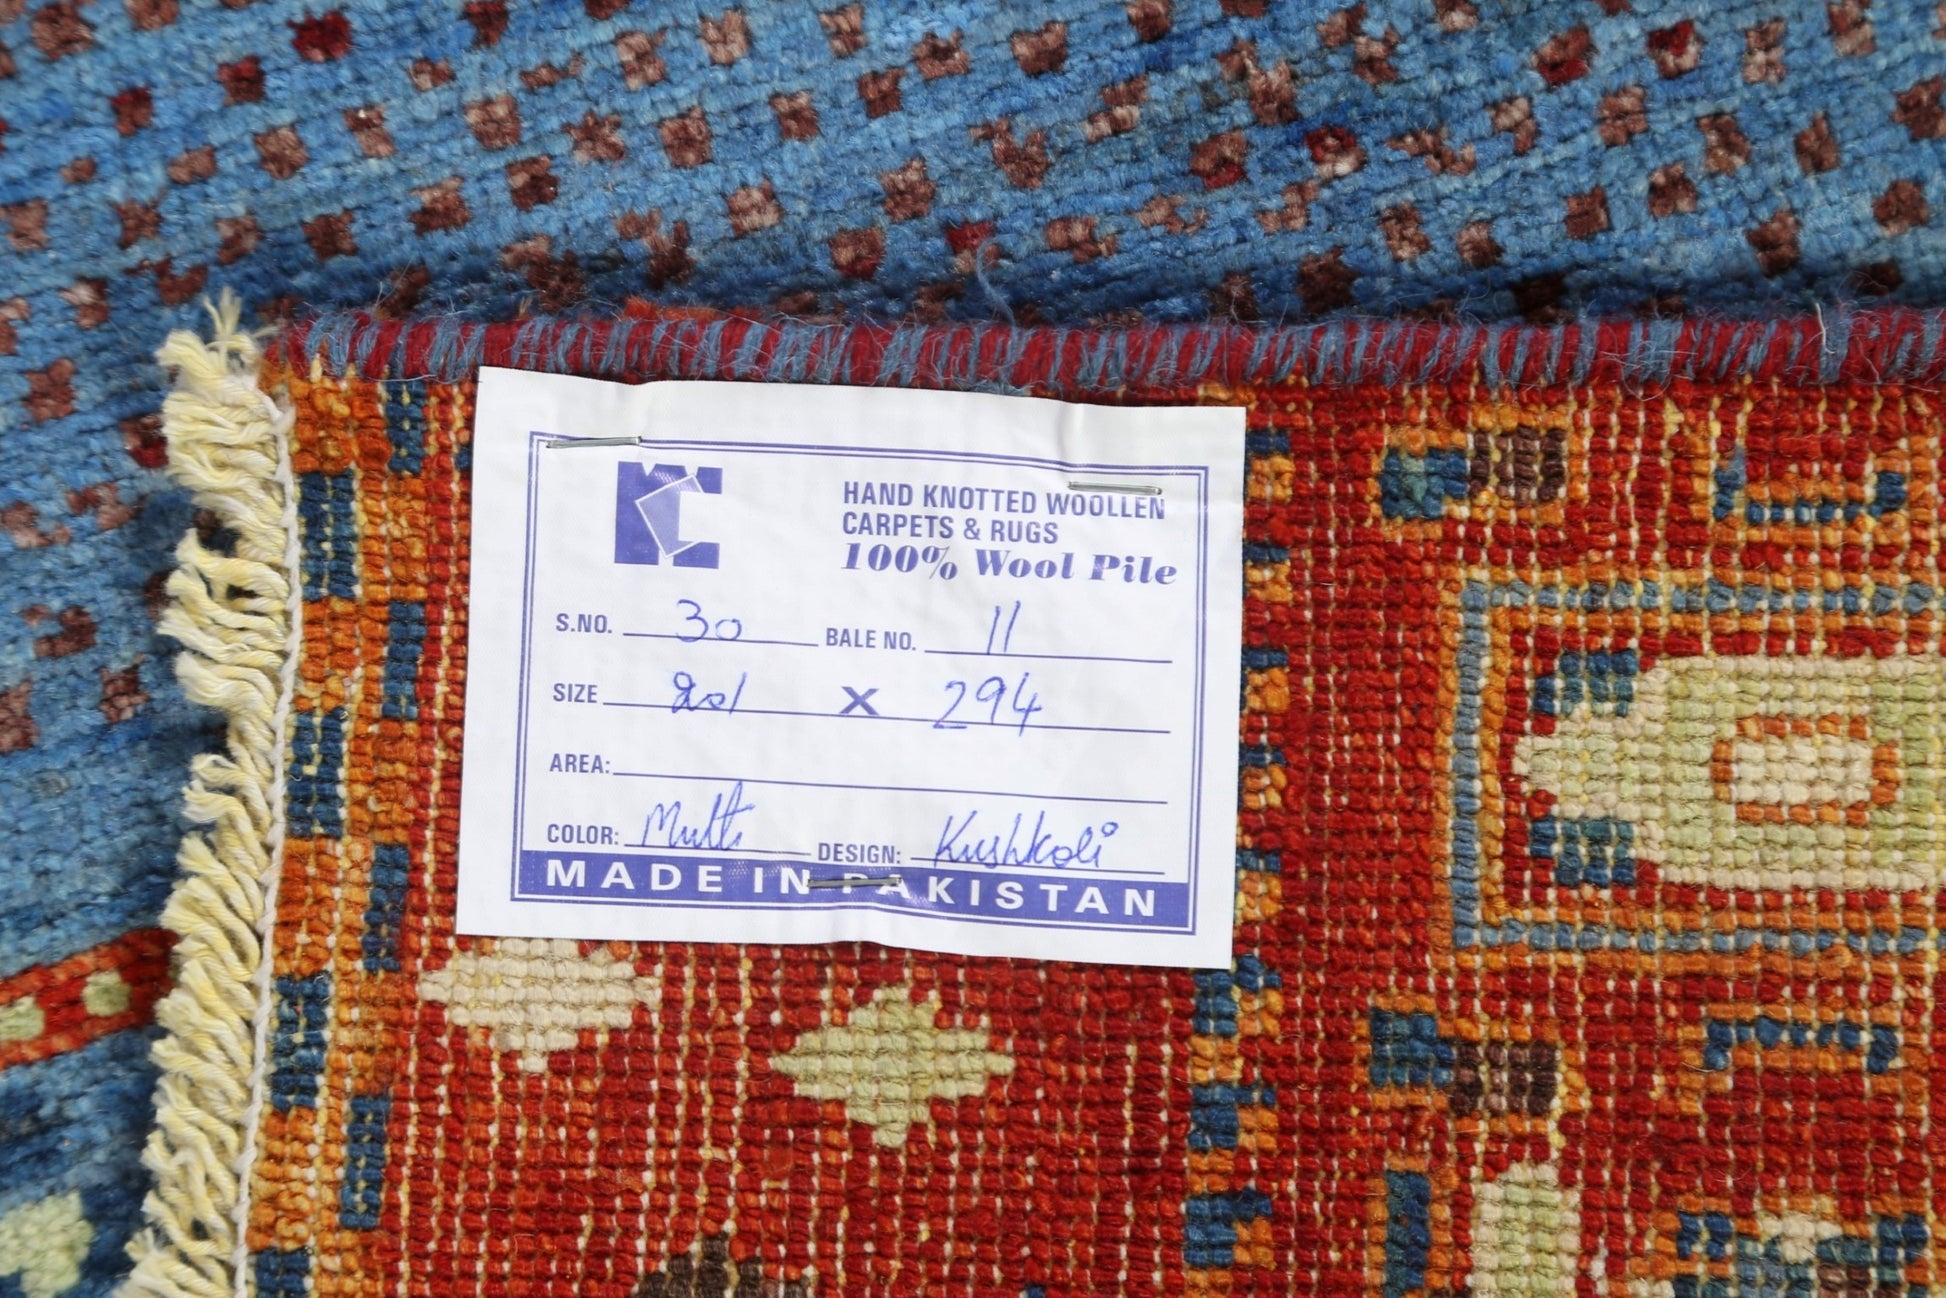 HAND KNOTTED WOOLLEN
CARPETS & RUGS
100% Wool Pile
S.NO. 30 BALE NO. 11
SIZE 201 X 294
AREA:
COLOR: Multi DESIGN: Kushkoli
MADE IN PAKISTAN